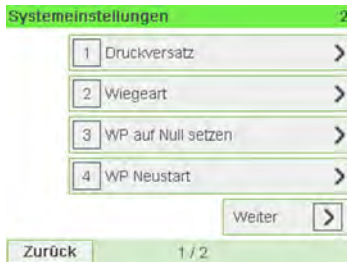 Systemeinstellungen 2
1 Druckversatz
2 Wiegeart
3 WP auf Null setzen
4 WP Neustart
Weiter
Zurück 1 / 2